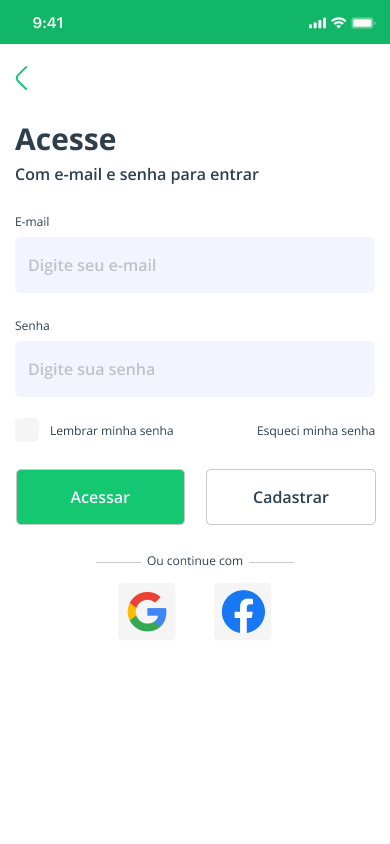 9:41
Acesse
Com e-mail e senha para entrar
E-mail
Digite seu e-mail
Senha
Digite sua senha
Lembrar minha senha
Esqueci minha senha
Acessar
Cadastrar
Ou continue com